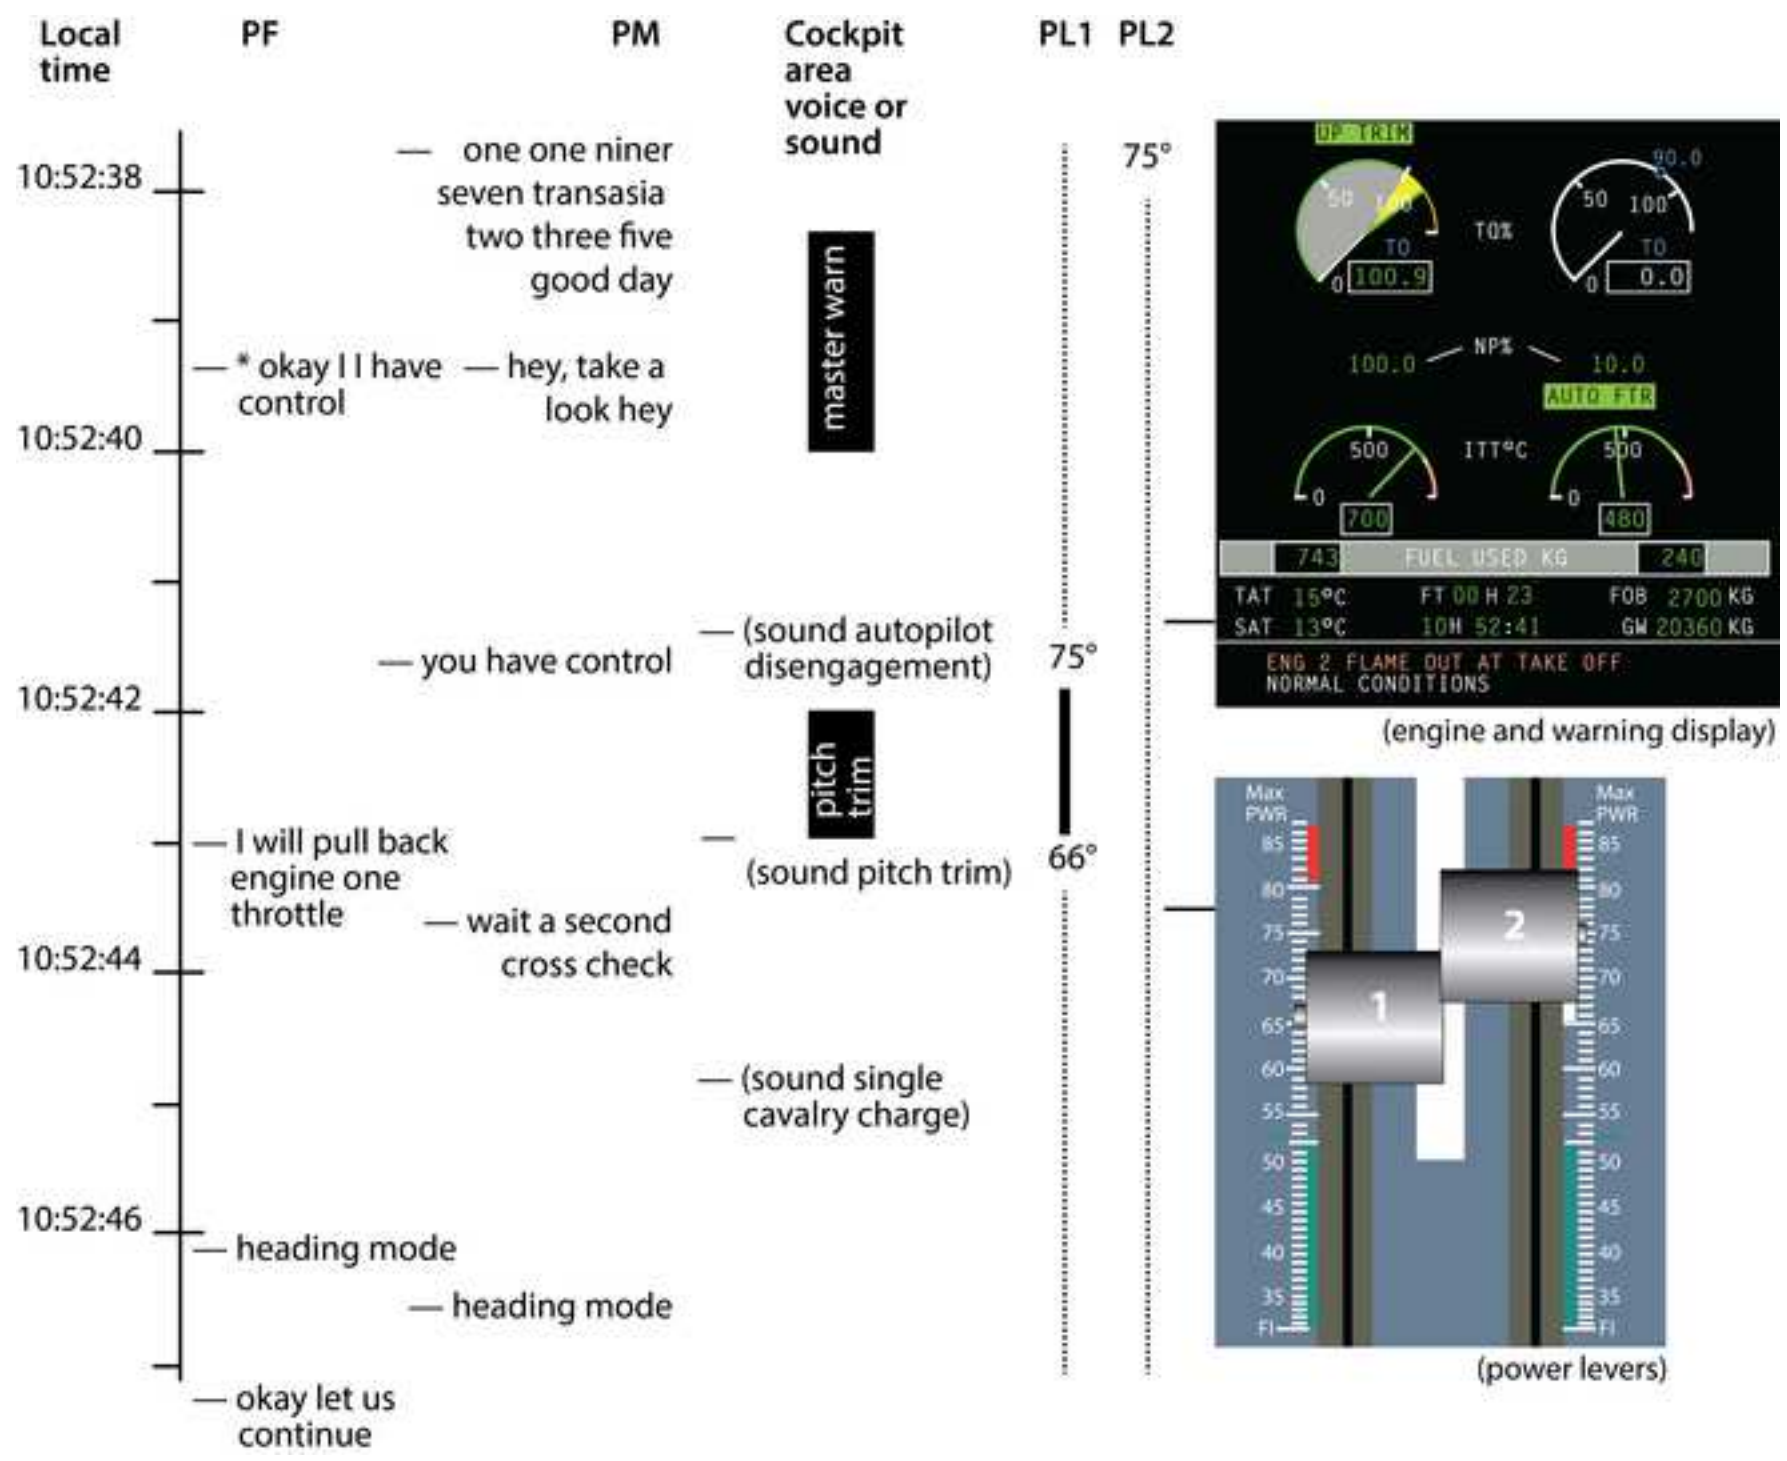 Local time
PF
PM
Cockpit area voice or sound
PL1
PL2
10:52:38
— one one niner
seven transasia
two three five
good day
master warn
75°
— * okay I I have
control
— hey, take a
look hey
10:52:40
— (sound autopilot
disengagement)
— you have control
75°
10:52:42
pitch
trim
— I will pull back
engine one
throttle
(sound pitch trim)
66°
— wait a second
cross check
10:52:44
— (sound single
cavalry charge)
10:52:46
— heading mode
— heading mode
— okay let us
continue
UP TRIM
90.0
50 100
50 100
TQ%
TO
TO
0 100.9
0 0.0
NP%
100.0
10.0
AUTO FTR
500
ITT°C
500
0
0
700
480
743 FUEL USED KG 240
TAT 15°C FT 00 H 23 FOB 2700 KG
SAT 13°C 10H 52:41 GW 20360 KG
ENG 2 FLAME OUT AT TAKE OFF
NORMAL CONDITIONS
(engine and warning display)
Max
PWR
Max
PWR
85
85
80
80
75
2
75
70
70
1
65
65
60
60
55
55
50
50
45
45
40
40
35
35
FI
FI
(power levers)